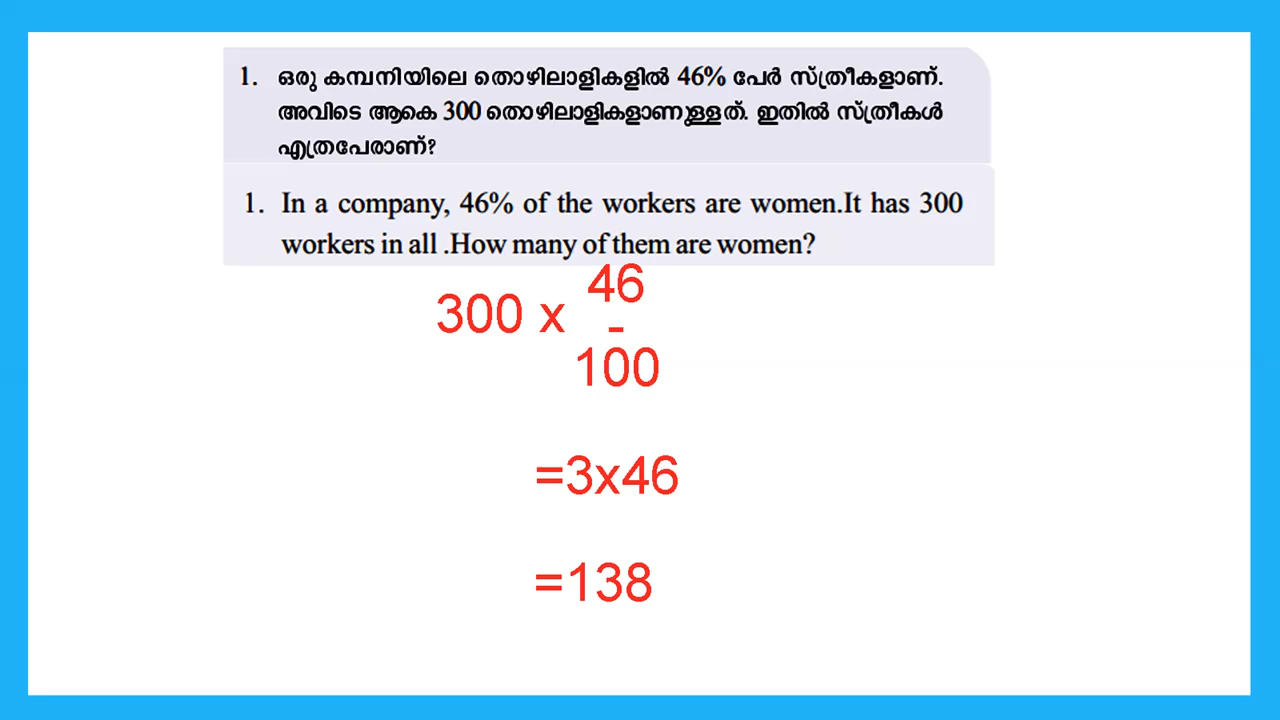 1. ഒരു കമ്പനിയിലെ തൊഴിലാളികളിൽ 46% പേർ സ്ത്രീകളാണ്.
അവിടെ ആകെ 300 തൊഴിലാളികളാണുള്ളത്. ഇതിൽ സ്ത്രീകൾ
എത്രപേരാണ്?
1. In a company, 46% of the workers are women.It has 300
workers in all .How many of them are women?
46
300 x -
100
=3x46
=138